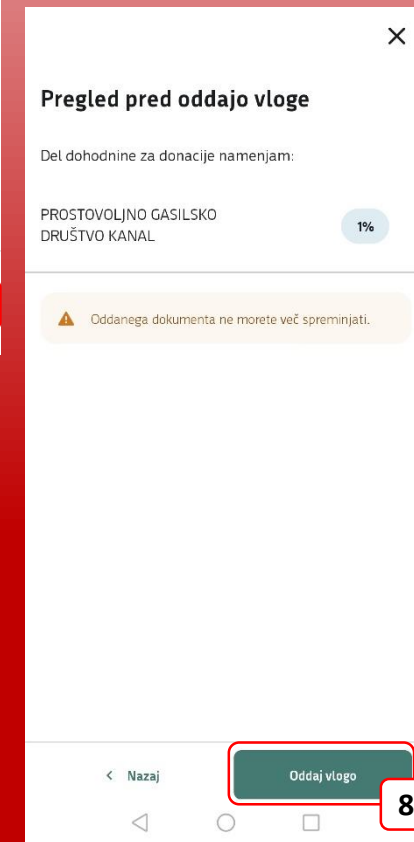 Pregled pred oddajo vloge
Del dohodnine za donacije namenjam:
PROSTOVOLJNO GASILSKO
DRUŠTVO KANAL
1%
Oddanega dokumenta ne morete več spreminjati.
Nazaj
Oddaj vlogo
8